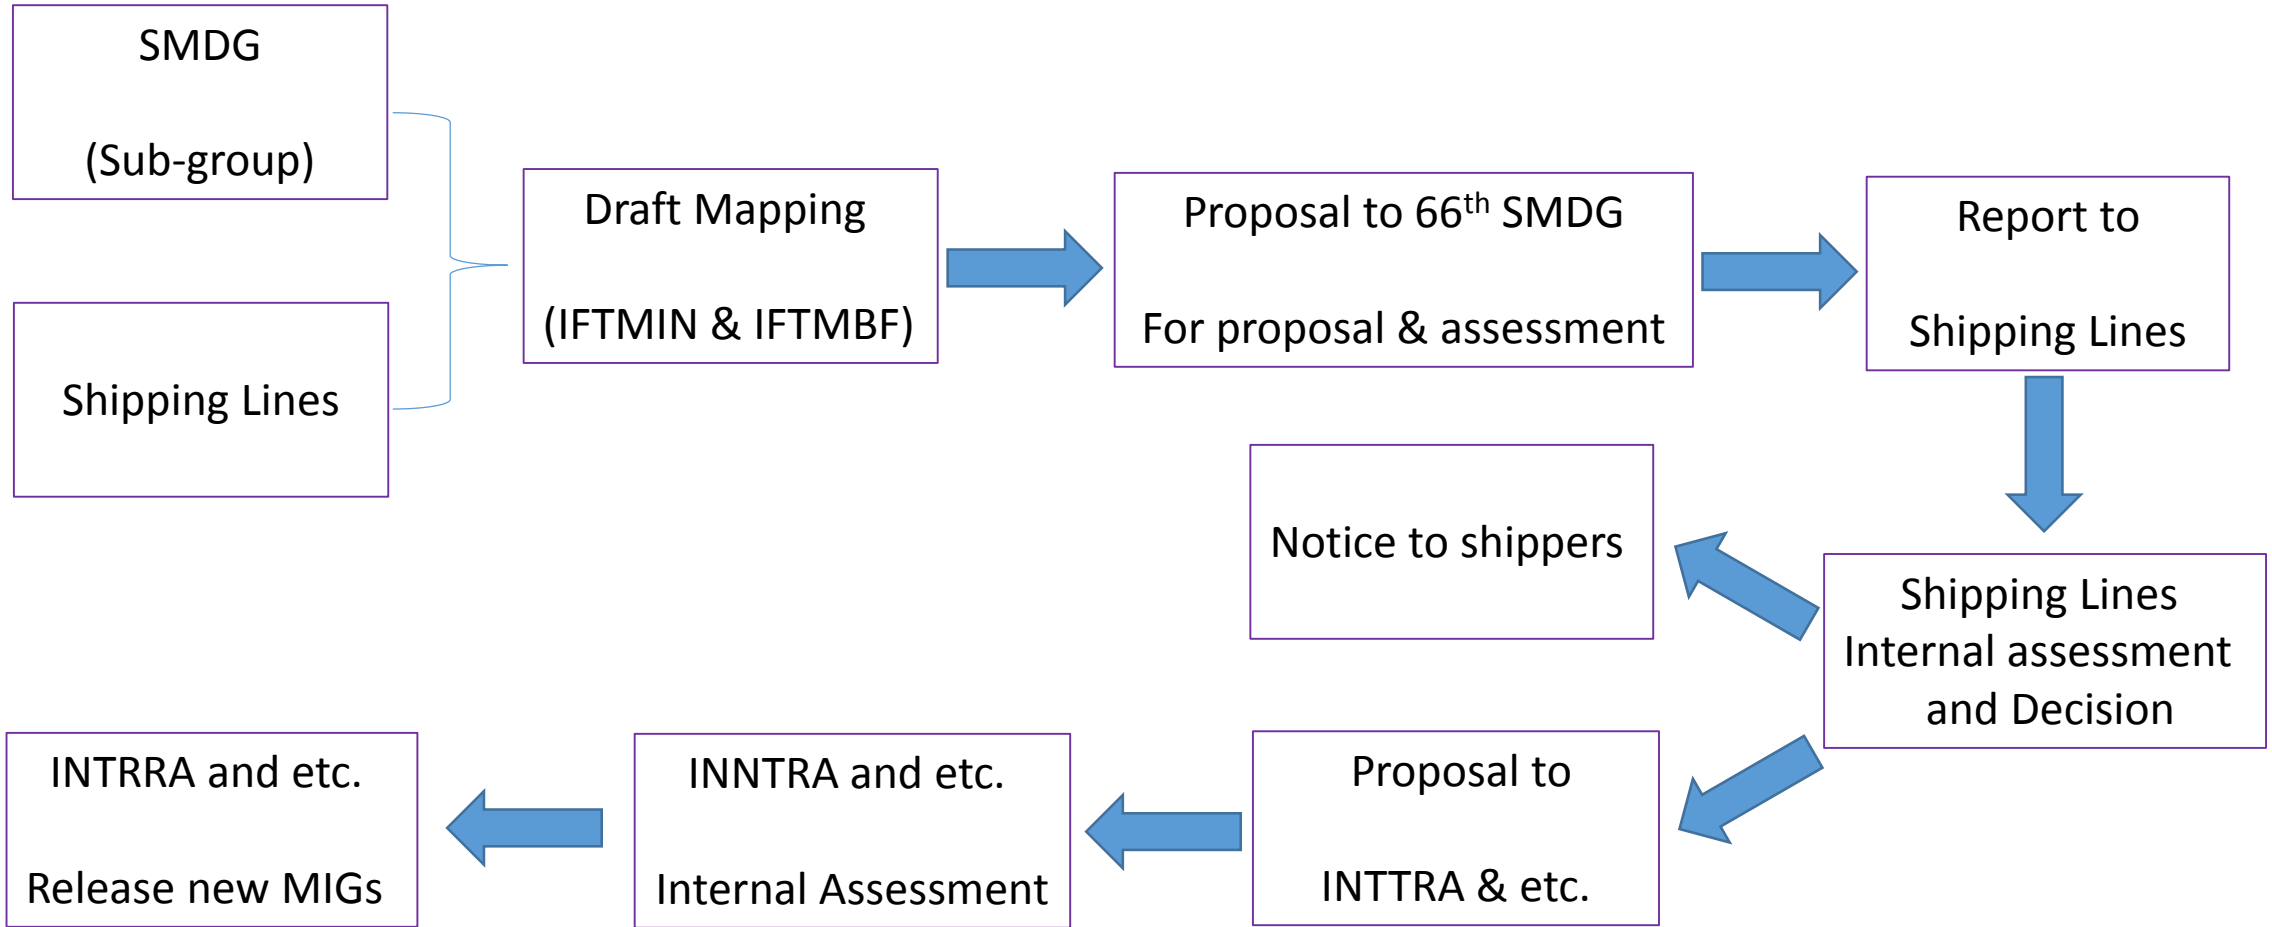 SMDG
(Sub-group)
Shipping Lines
Draft Mapping
(IFTMIN & IFTMBF)
Proposal to 66th SMDG
For proposal & assessment
Report to
Shipping Lines
Shipping Lines
Internal assessment
and Decision
Notice to shippers
Proposal to
INTTRA & etc.
INNTRA and etc.
Internal Assessment
INTRRA and etc.
Release new MIGs